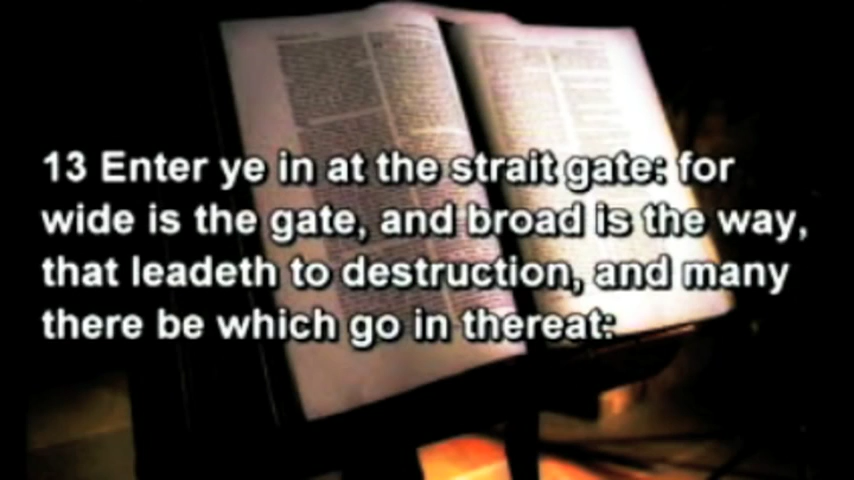 13 Enter ye in at the strait gate: for
wide is the gate, and broad is the way,
that leadeth to destruction, and many
there be which go in thereat: